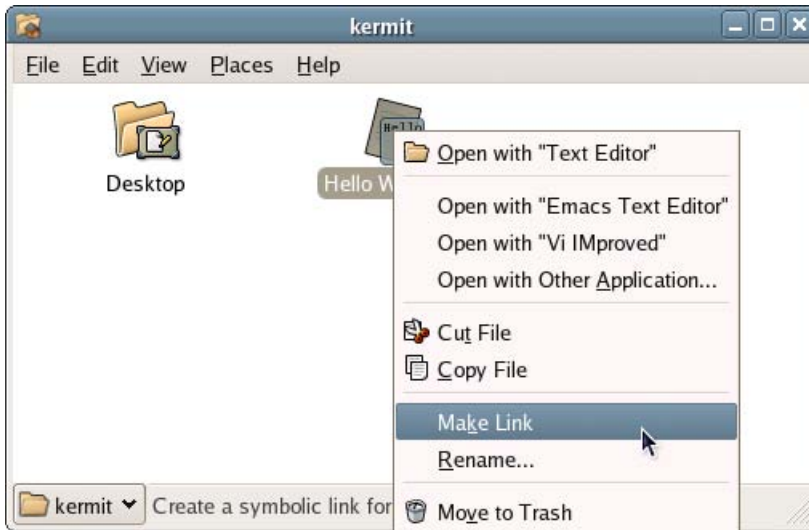 kermit
File Edit View Places Help
Hello
Desktop
Hello W
Open with "Text Editor"
Open with "Emacs Text Editor"
Open with "Vi IMproved"
Open with Other Application...
Cut File
Copy File
Make Link
Rename...
Move to Trash
kermit Create a symbolic link for